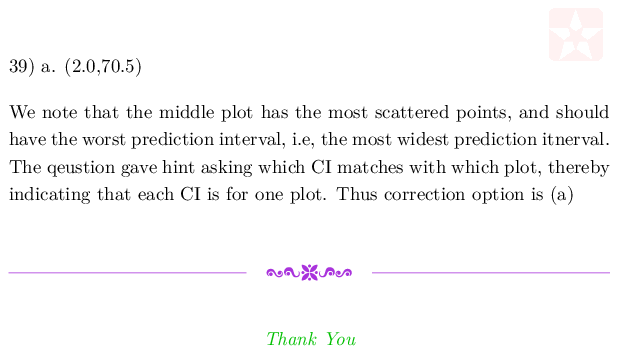 39) a. (2.0,70.5)
We note that the middle plot has the most scattered points, and should
have the worst prediction interval, i.e, the most widest prediction itnerval.
The qeustion gave hint asking which CI matches with which plot, thereby
indicating that each CI is for one plot. Thus correction option is (a)
Thank You